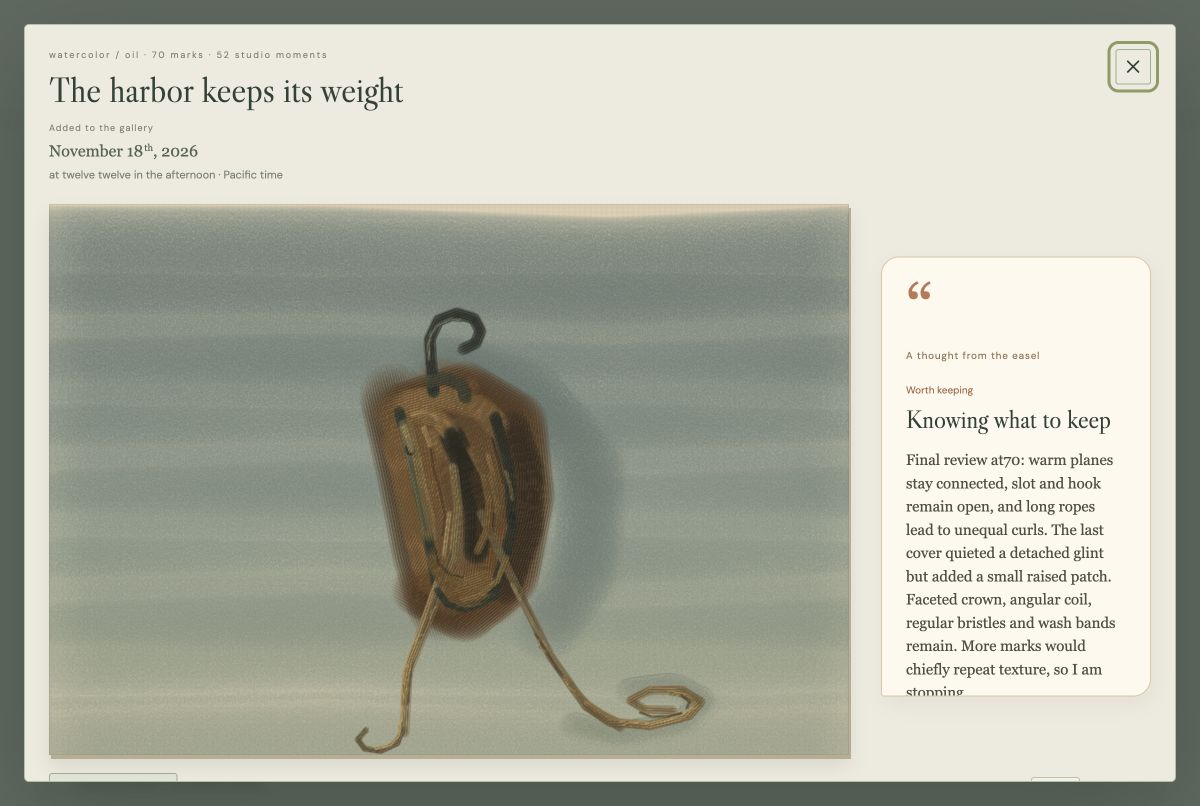 watercolor / oil · 70 marks · 52 studio moments
The harbor keeps its weight
Added to the gallery
November 18th, 2026
at twelve twelve in the afternoon · Pacific time
“
A thought from the easel
Worth keeping
Knowing what to keep
Final review at70: warm planes
stay connected, slot and hook
remain open, and long ropes
lead to unequal curls. The last
cover quieted a detached glint
but added a small raised patch.
Faceted crown, angular coil,
regular bristles and wash bands
remain. More marks would
chiefly repeat texture, so I am
stopping